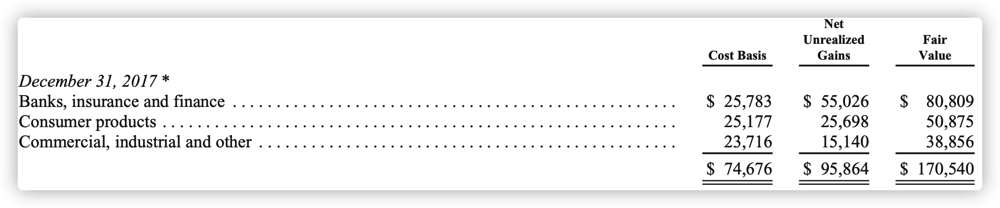 Net
Unrealized Fair
Cost Basis Gains Value
December 31, 2017 *
Banks, insurance and finance . . . . . . . . . . . . . . . . . . . . . . . . . . . . . . . . . . . . . . . . . . . . . . . . . . . $ 25,783 $ 55,026 $ 80,809
Consumer products . . . . . . . . . . . . . . . . . . . . . . . . . . . . . . . . . . . . . . . . . . . . . . . . . . . . . . . . . . . 25,177 25,698 50,875
Commercial, industrial and other . . . . . . . . . . . . . . . . . . . . . . . . . . . . . . . . . . . . . . . . . . . . . . . . 23,716 15,140 38,856
$ 74,676 $ 95,864 $ 170,540